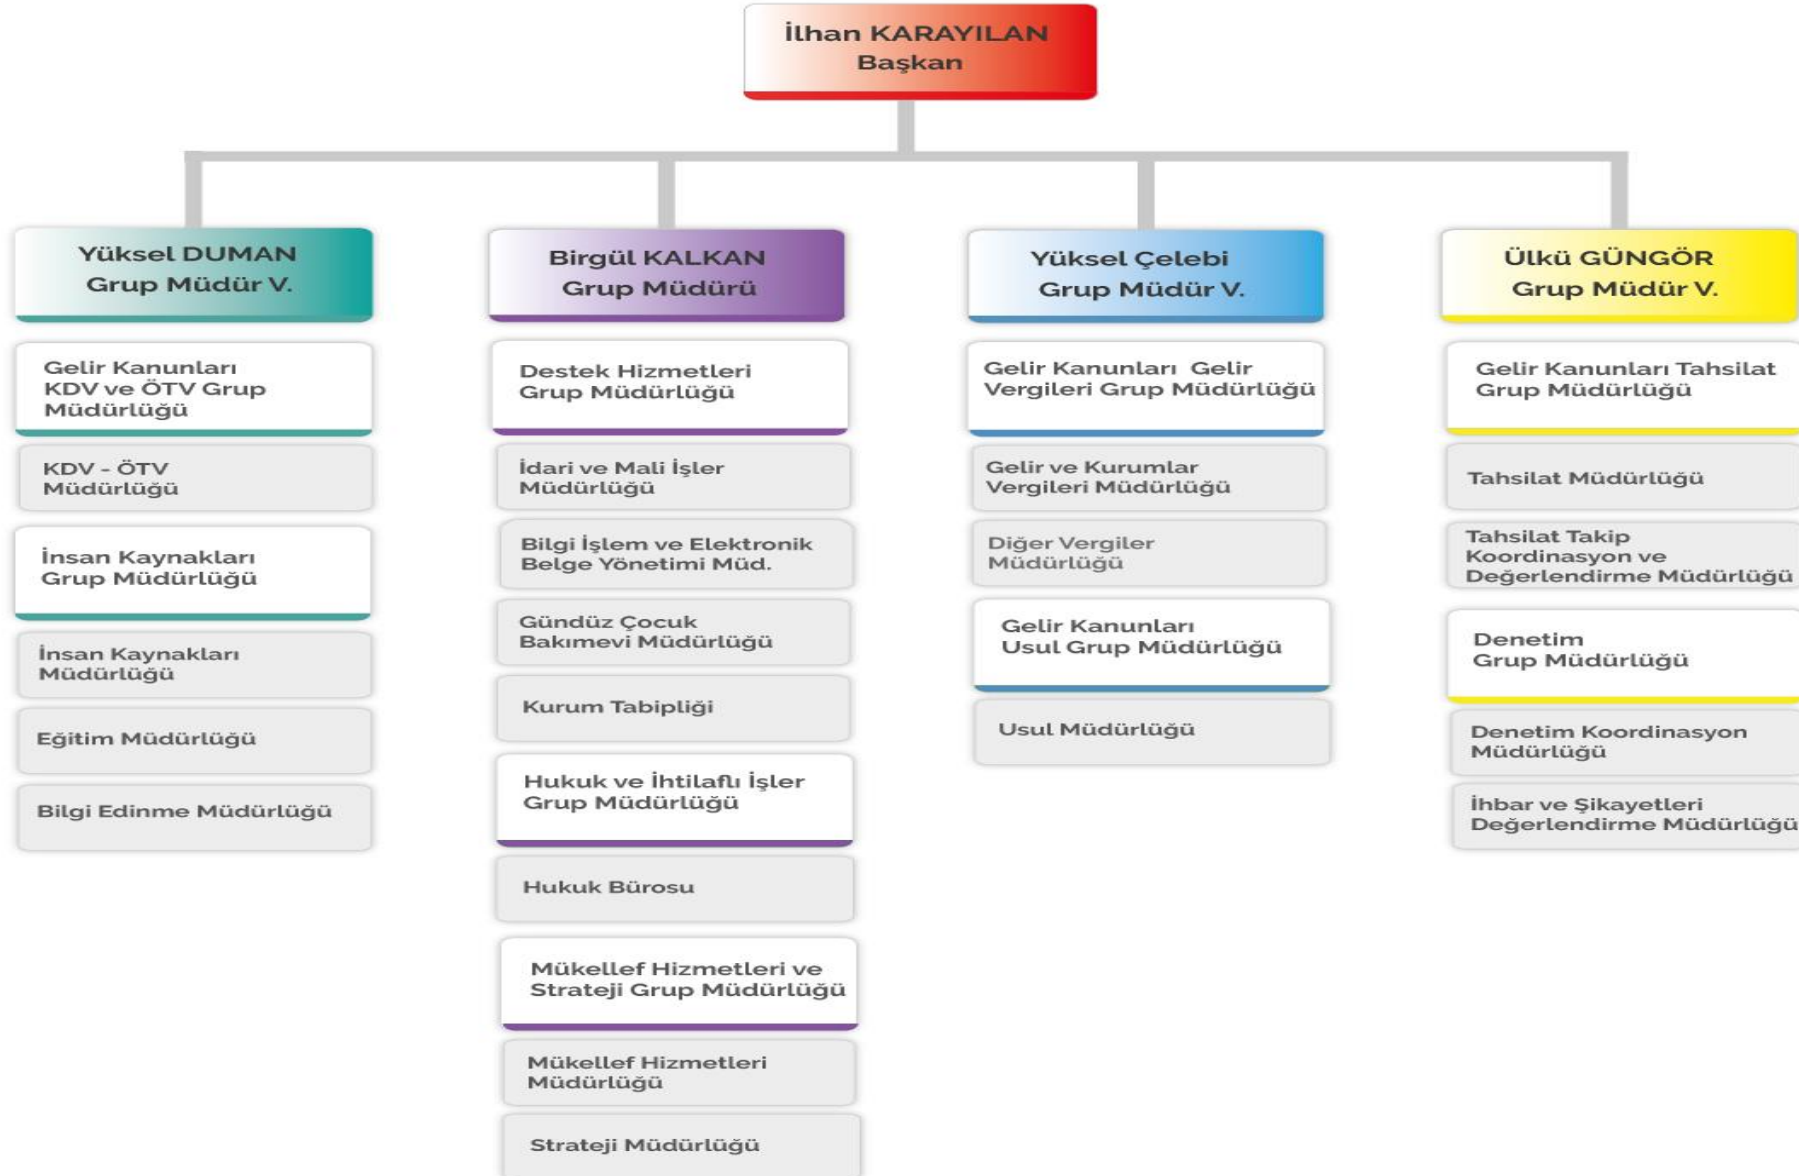 İlhan KARAYILAN
Başkan
Yüksel DUMAN
Grup Müdür V.
Gelir Kanunları
KDV ve ÖTV Grup
Müdürlüğü
KDV - ÖTV
Müdürlüğü
İnsan Kaynakları
Grup Müdürlüğü
İnsan Kaynakları
Müdürlüğü
Eğitim Müdürlüğü
Bilgi Edinme Müdürlüğü
Birgül KALKAN
Grup Müdürü
Destek Hizmetleri
Grup Müdürlüğü
İdari ve Mali İşler
Müdürlüğü
Bilgi İşlem ve Elektronik
Belge Yönetimi Müd.
Gündüz Çocuk
Bakımevi Müdürlüğü
Kurum Tabipliği
Hukuk ve İhtilaflı İşler
Grup Müdürlüğü
Hukuk Bürosu
Mükellef Hizmetleri ve
Strateji Grup Müdürlüğü
Mükellef Hizmetleri
Müdürlüğü
Strateji Müdürlüğü
Yüksel Çelebi
Grup Müdür V.
Gelir Kanunları Gelir
Vergileri Grup Müdürlüğü
Gelir ve Kurumlar
Vergileri Müdürlüğü
Diğer Vergiler
Müdürlüğü
Gelir Kanunları
Usul Grup Müdürlüğü
Usul Müdürlüğü
Ülkü GÜNGÖR
Grup Müdür V.
Gelir Kanunları Tahsilat
Grup Müdürlüğü
Tahsilat Müdürlüğü
Tahsilat Takip
Koordinasyon ve
Değerlendirme Müdürlüğü
Denetim
Grup Müdürlüğü
Denetim Koordinasyon
Müdürlüğü
İhbar ve Şikayetleri
Değerlendirme Müdürlüğü